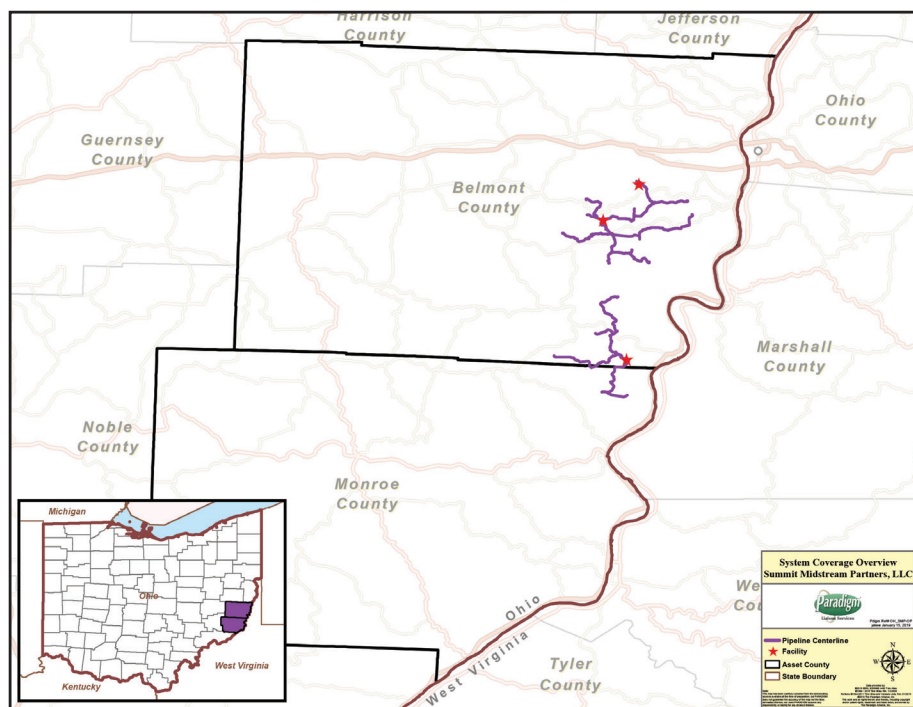 Harrison
County
Jefferson
County
Ohio
County
Guernsey
County
Belmont
County
Marshall
County
Noble
County
Monroe
County
Ohio
West Virginia
Tyler
County
Michigan
Ohio
West Virginia
Kentucky
System Coverage Overview
Summit Midstream Partners, LLC
Paradigm
Liaison Services
Pipeline Centerline
Facility
Asset County
State Boundary
N
W
E
S